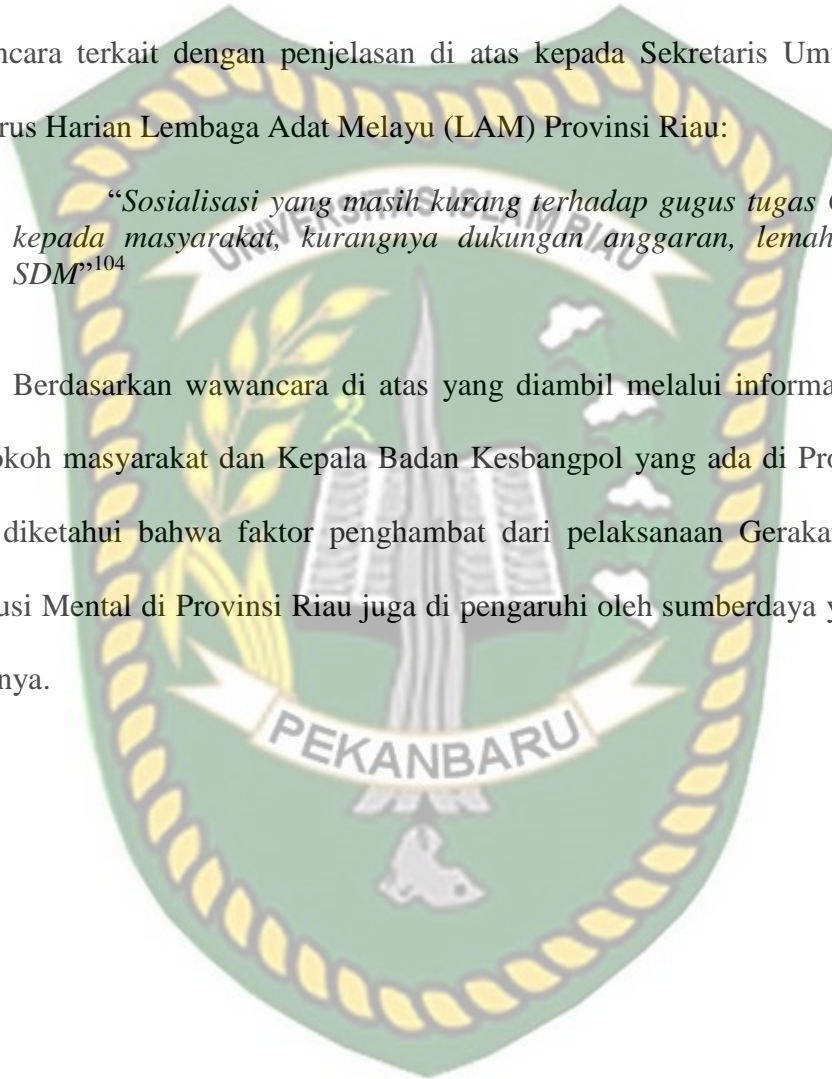 ncara terkait dengan penjelasan di atas kepada Sekretaris Um
rus Harian Lembaga Adat Melayu (LAM) Provinsi Riau:
“Sosialisasi yang masih kurang terhadap gugus tugas
kepada masyarakat, kurangnya dukungan anggaran, lemah
SDM”104
UNIVERSITAS ISLAM RIAU
Berdasarkan wawancara di atas yang diambil melalui informa
okoh masyarakat dan Kepala Badan Kesbangpol yang ada di Pro
diketahui bahwa faktor penghambat dari pelaksanaan Geraka
usi Mental di Provinsi Riau juga di pengaruhi oleh sumberdaya y
nya.
PEKANBARU